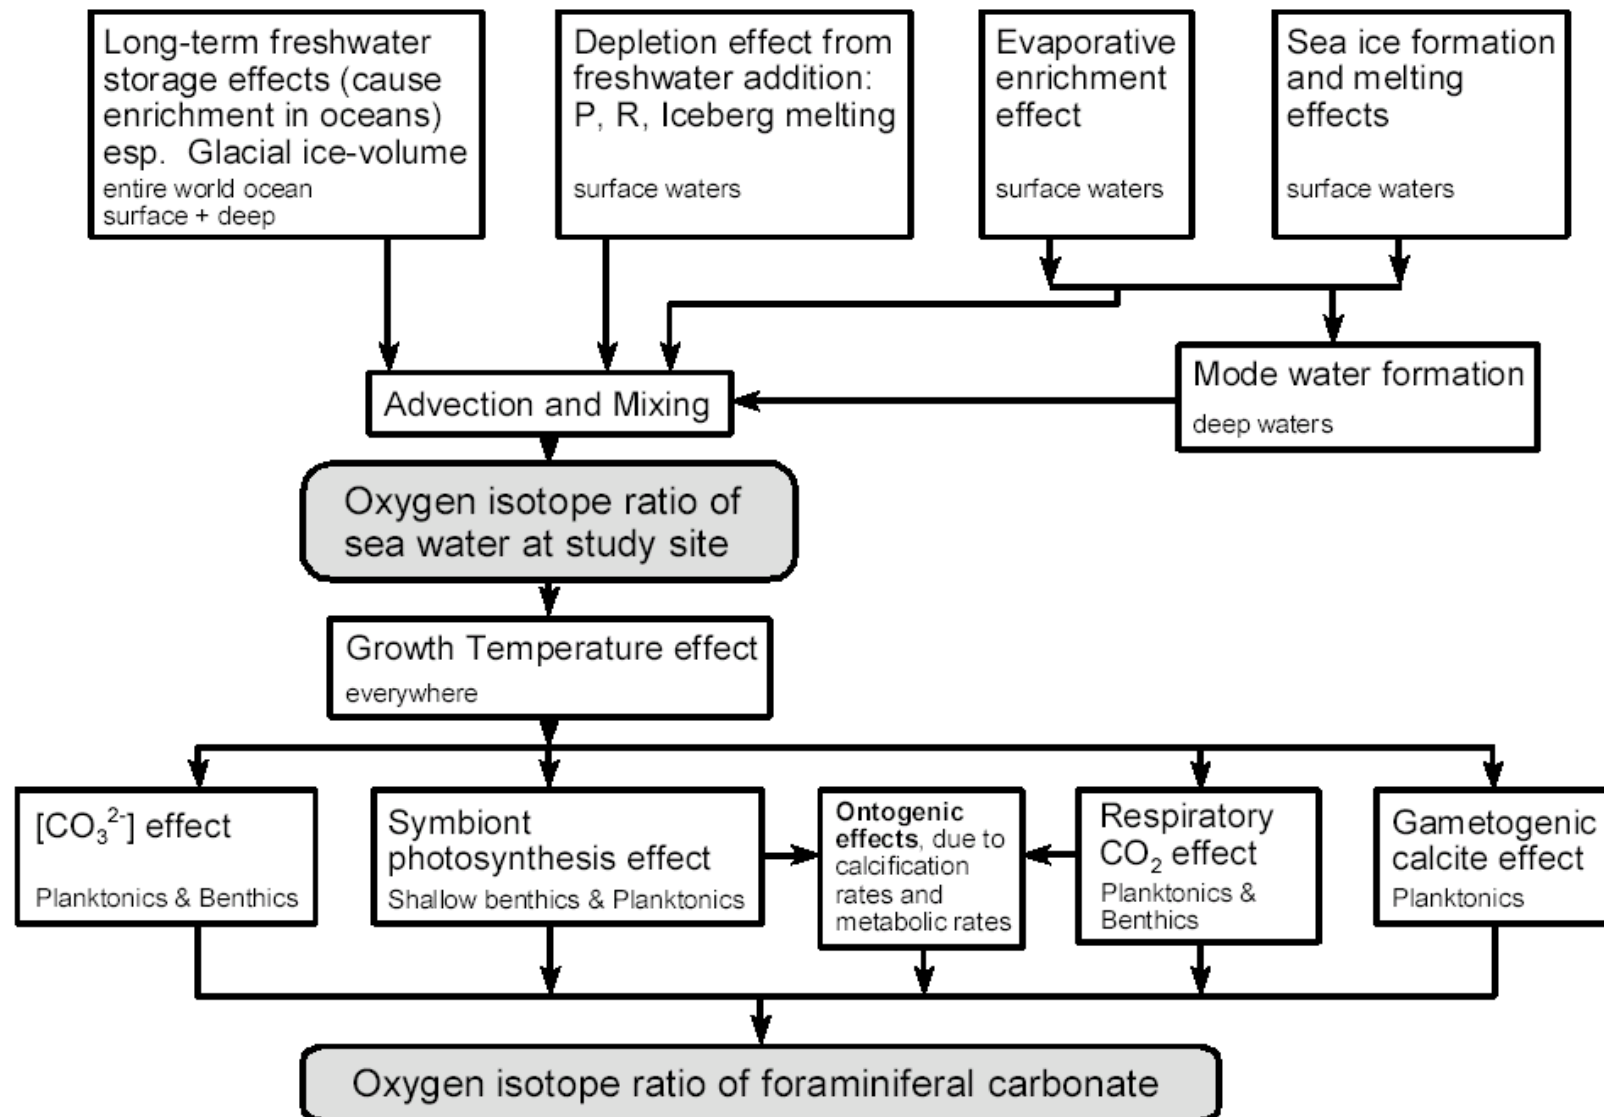 Long-term freshwater
storage effects (cause
enrichment in oceans)
esp. Glacial ice-volume
entire world ocean
surface + deep
Depletion effect from
freshwater addition:
P, R, Iceberg melting
surface waters
Evaporative
enrichment
effect
surface waters
Sea ice formation
and melting
effects
surface waters
Mode water formation
deep waters
Advection and Mixing
Oxygen isotope ratio of
sea water at study site
Growth Temperature effect
everywhere
[CO₃²⁻] effect
Planktonics & Benthics
Symbiont
photosynthesis effect
Shallow benthics & Planktonics
Ontogenic
effects, due to
calcification
rates and
metabolic rates
Respiratory
CO₂ effect
Planktonics &
Benthics
Gametogenic
calcite effect
Planktonics
Oxygen isotope ratio of foraminiferal carbonate